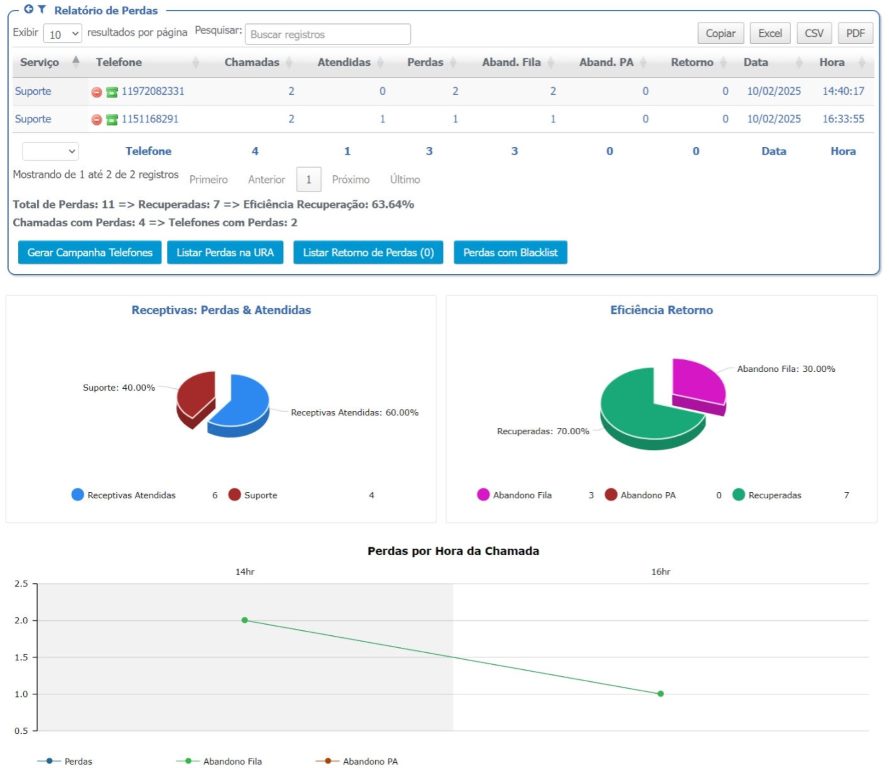 Relatório de Perdas
Exibir 10 resultados por página Pesquisar: Buscar registros Copiar Excel CSV PDF
Serviço Telefone Chamadas Atendidas Perdas Aband. Fila Aband. PA Retorno Data Hora
Suporte 11972082331 2 0 2 2 0 0 10/02/2025 14:40:17
Suporte 1151168291 2 1 1 1 0 0 10/02/2025 16:33:55
Telefone 4 1 3 3 0 0 Data Hora
Mostrando de 1 até 2 de 2 registros Primeiro Anterior 1 Próximo Último
Total de Perdas: 11 => Recuperadas: 7 => Eficiência Recuperação: 63.64%
Chamadas com Perdas: 4 => Telefones com Perdas: 2
Gerar Campanha Telefones Listar Perdas na URA Listar Retorno de Perdas (0) Perdas com Blacklist
Receptivas: Perdas & Atendidas
Suporte: 40.00%
Receptivas Atendidas: 60.00%
Receptivas Atendidas 6 Suporte 4
Eficiência Retorno
Abandono Fila: 30.00%
Recuperadas: 70.00%
Abandono Fila 3 Abandono PA 0 Recuperadas 7
Perdas por Hora da Chamada
14hr 16hr
2.5
2.0
1.5
1.0
0.5
Perdas Abandono Fila Abandono PA